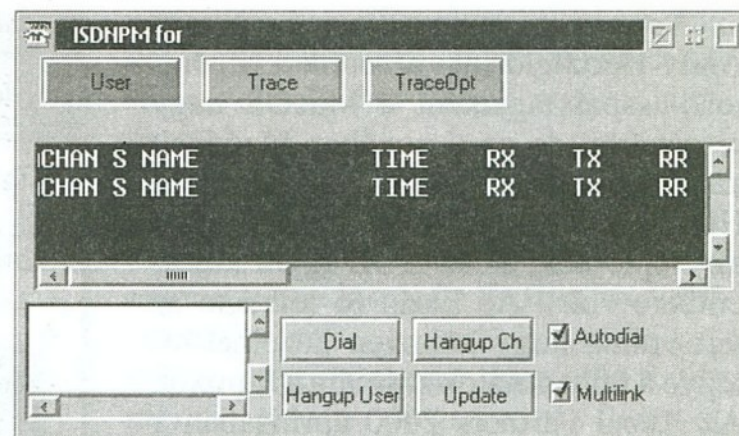 ISDNPM for
User Trace TraceOpt
CHAN S NAME TIME RX TX RR
CHAN S NAME TIME RX TX RR
Dial Hangup Ch Autodial
Hangup User Update Multilink